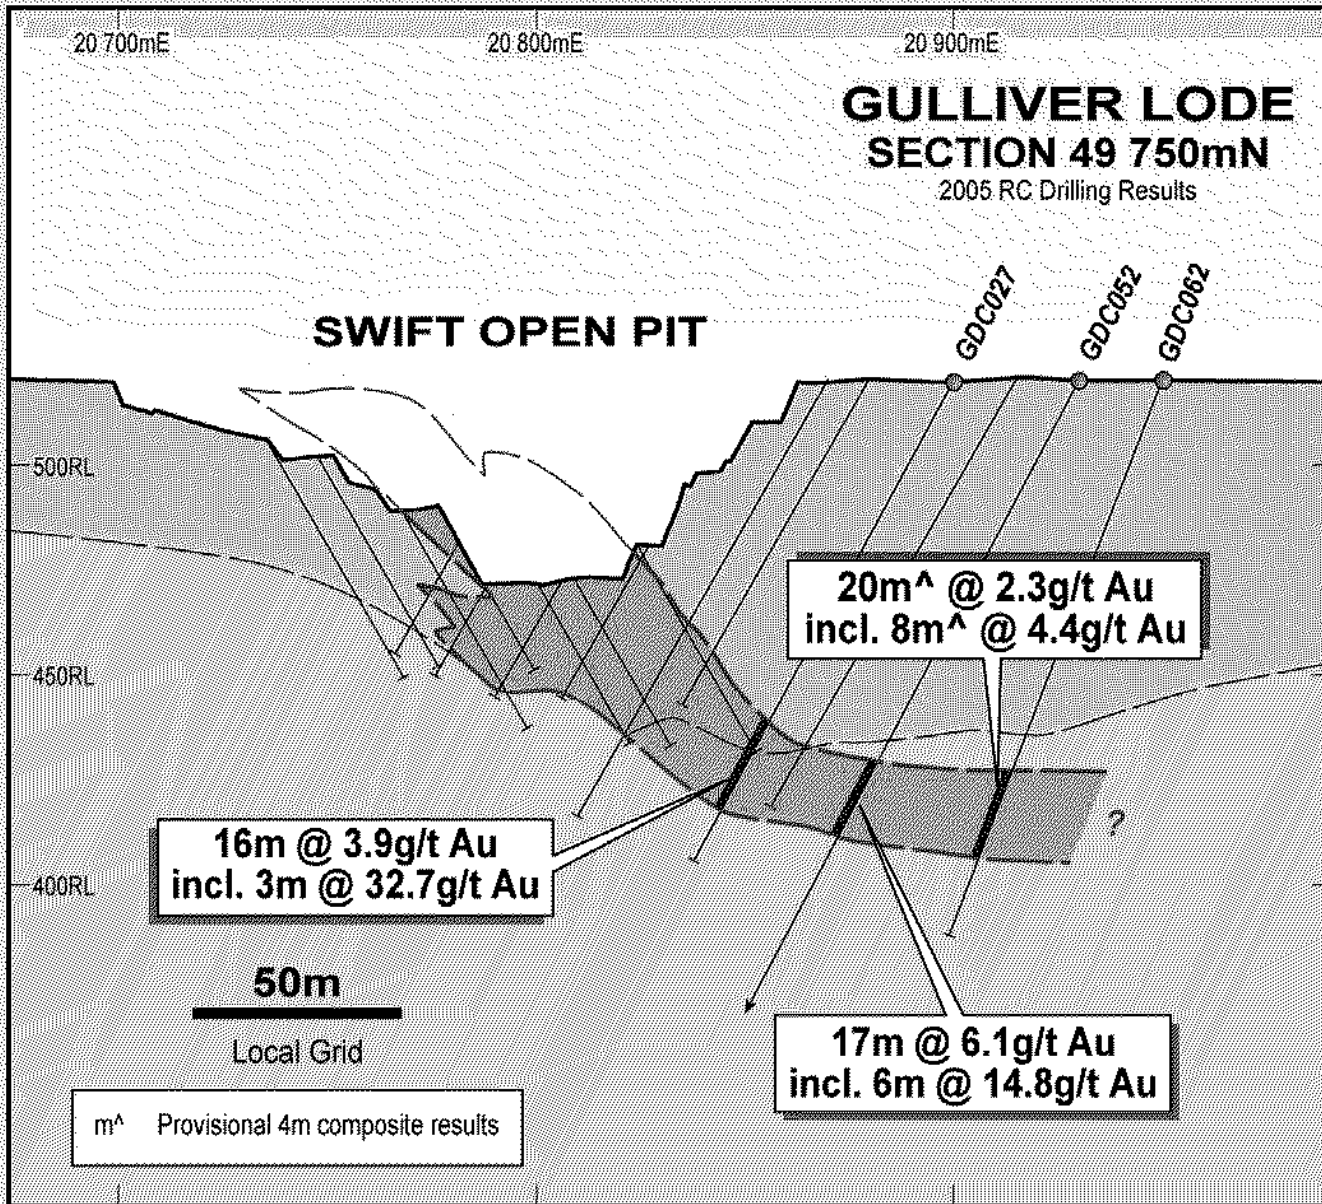 20 700mE
20 800mE
20 900mE
GULLIVER LODE
SECTION 49 750mN
2005 RC Drilling Results
GDC027
GDC052
GDC062
SWIFT OPEN PIT
500RL
20m^ @ 2.3g/t Au
incl. 8m^ @ 4.4g/t Au
450RL
?
16m @ 3.9g/t Au
incl. 3m @ 32.7g/t Au
400RL
50m
Local Grid
17m @ 6.1g/t Au
incl. 6m @ 14.8g/t Au
m^ Provisional 4m composite results